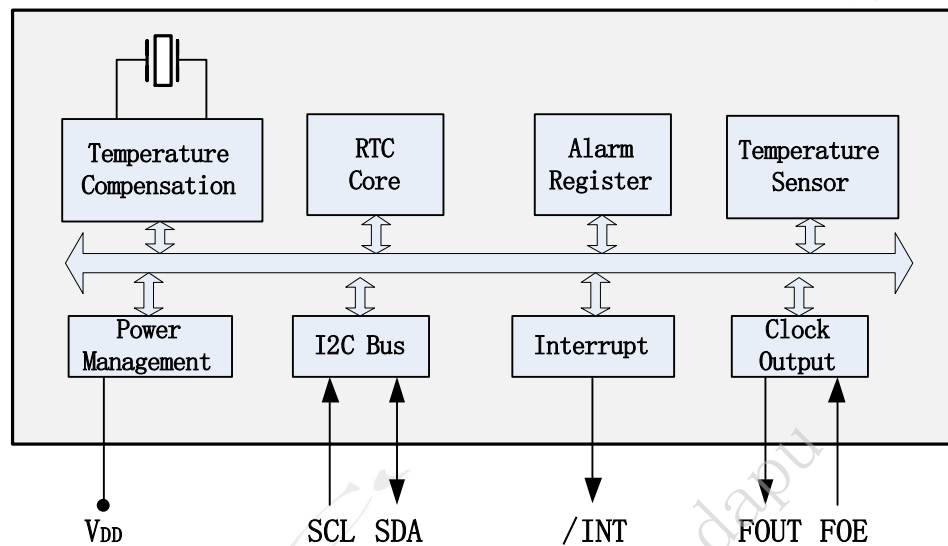 Temperature
Compensation
RTC
Core
Alarm
Register
Temperature
Sensor
Power
Management
I2C Bus
Interrupt
Clock
Output
VDD
SCL SDA
/INT
FOUT FOE
dapu